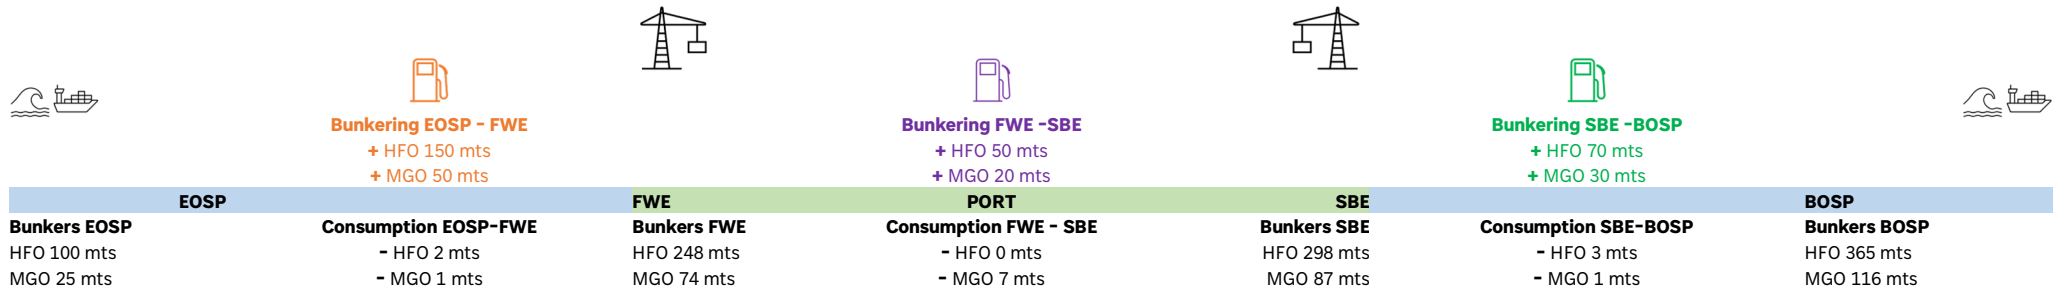 Bunkering EOSP - FWE
+ HFO 150 mts
+ MGO 50 mts
Bunkering FWE -SBE
+ HFO 50 mts
+ MGO 20 mts
Bunkering SBE -BOSP
+ HFO 70 mts
+ MGO 30 mts
EOSP FWE PORT SBE BOSP
Bunkers EOSP
HFO 100 mts
MGO 25 mts
Consumption EOSP-FWE
- HFO 2 mts
- MGO 1 mts
Bunkers FWE
HFO 248 mts
MGO 74 mts
Consumption FWE - SBE
- HFO 0 mts
- MGO 7 mts
Bunkers SBE
HFO 298 mts
MGO 87 mts
Consumption SBE-BOSP
- HFO 3 mts
- MGO 1 mts
Bunkers BOSP
HFO 365 mts
MGO 116 mts